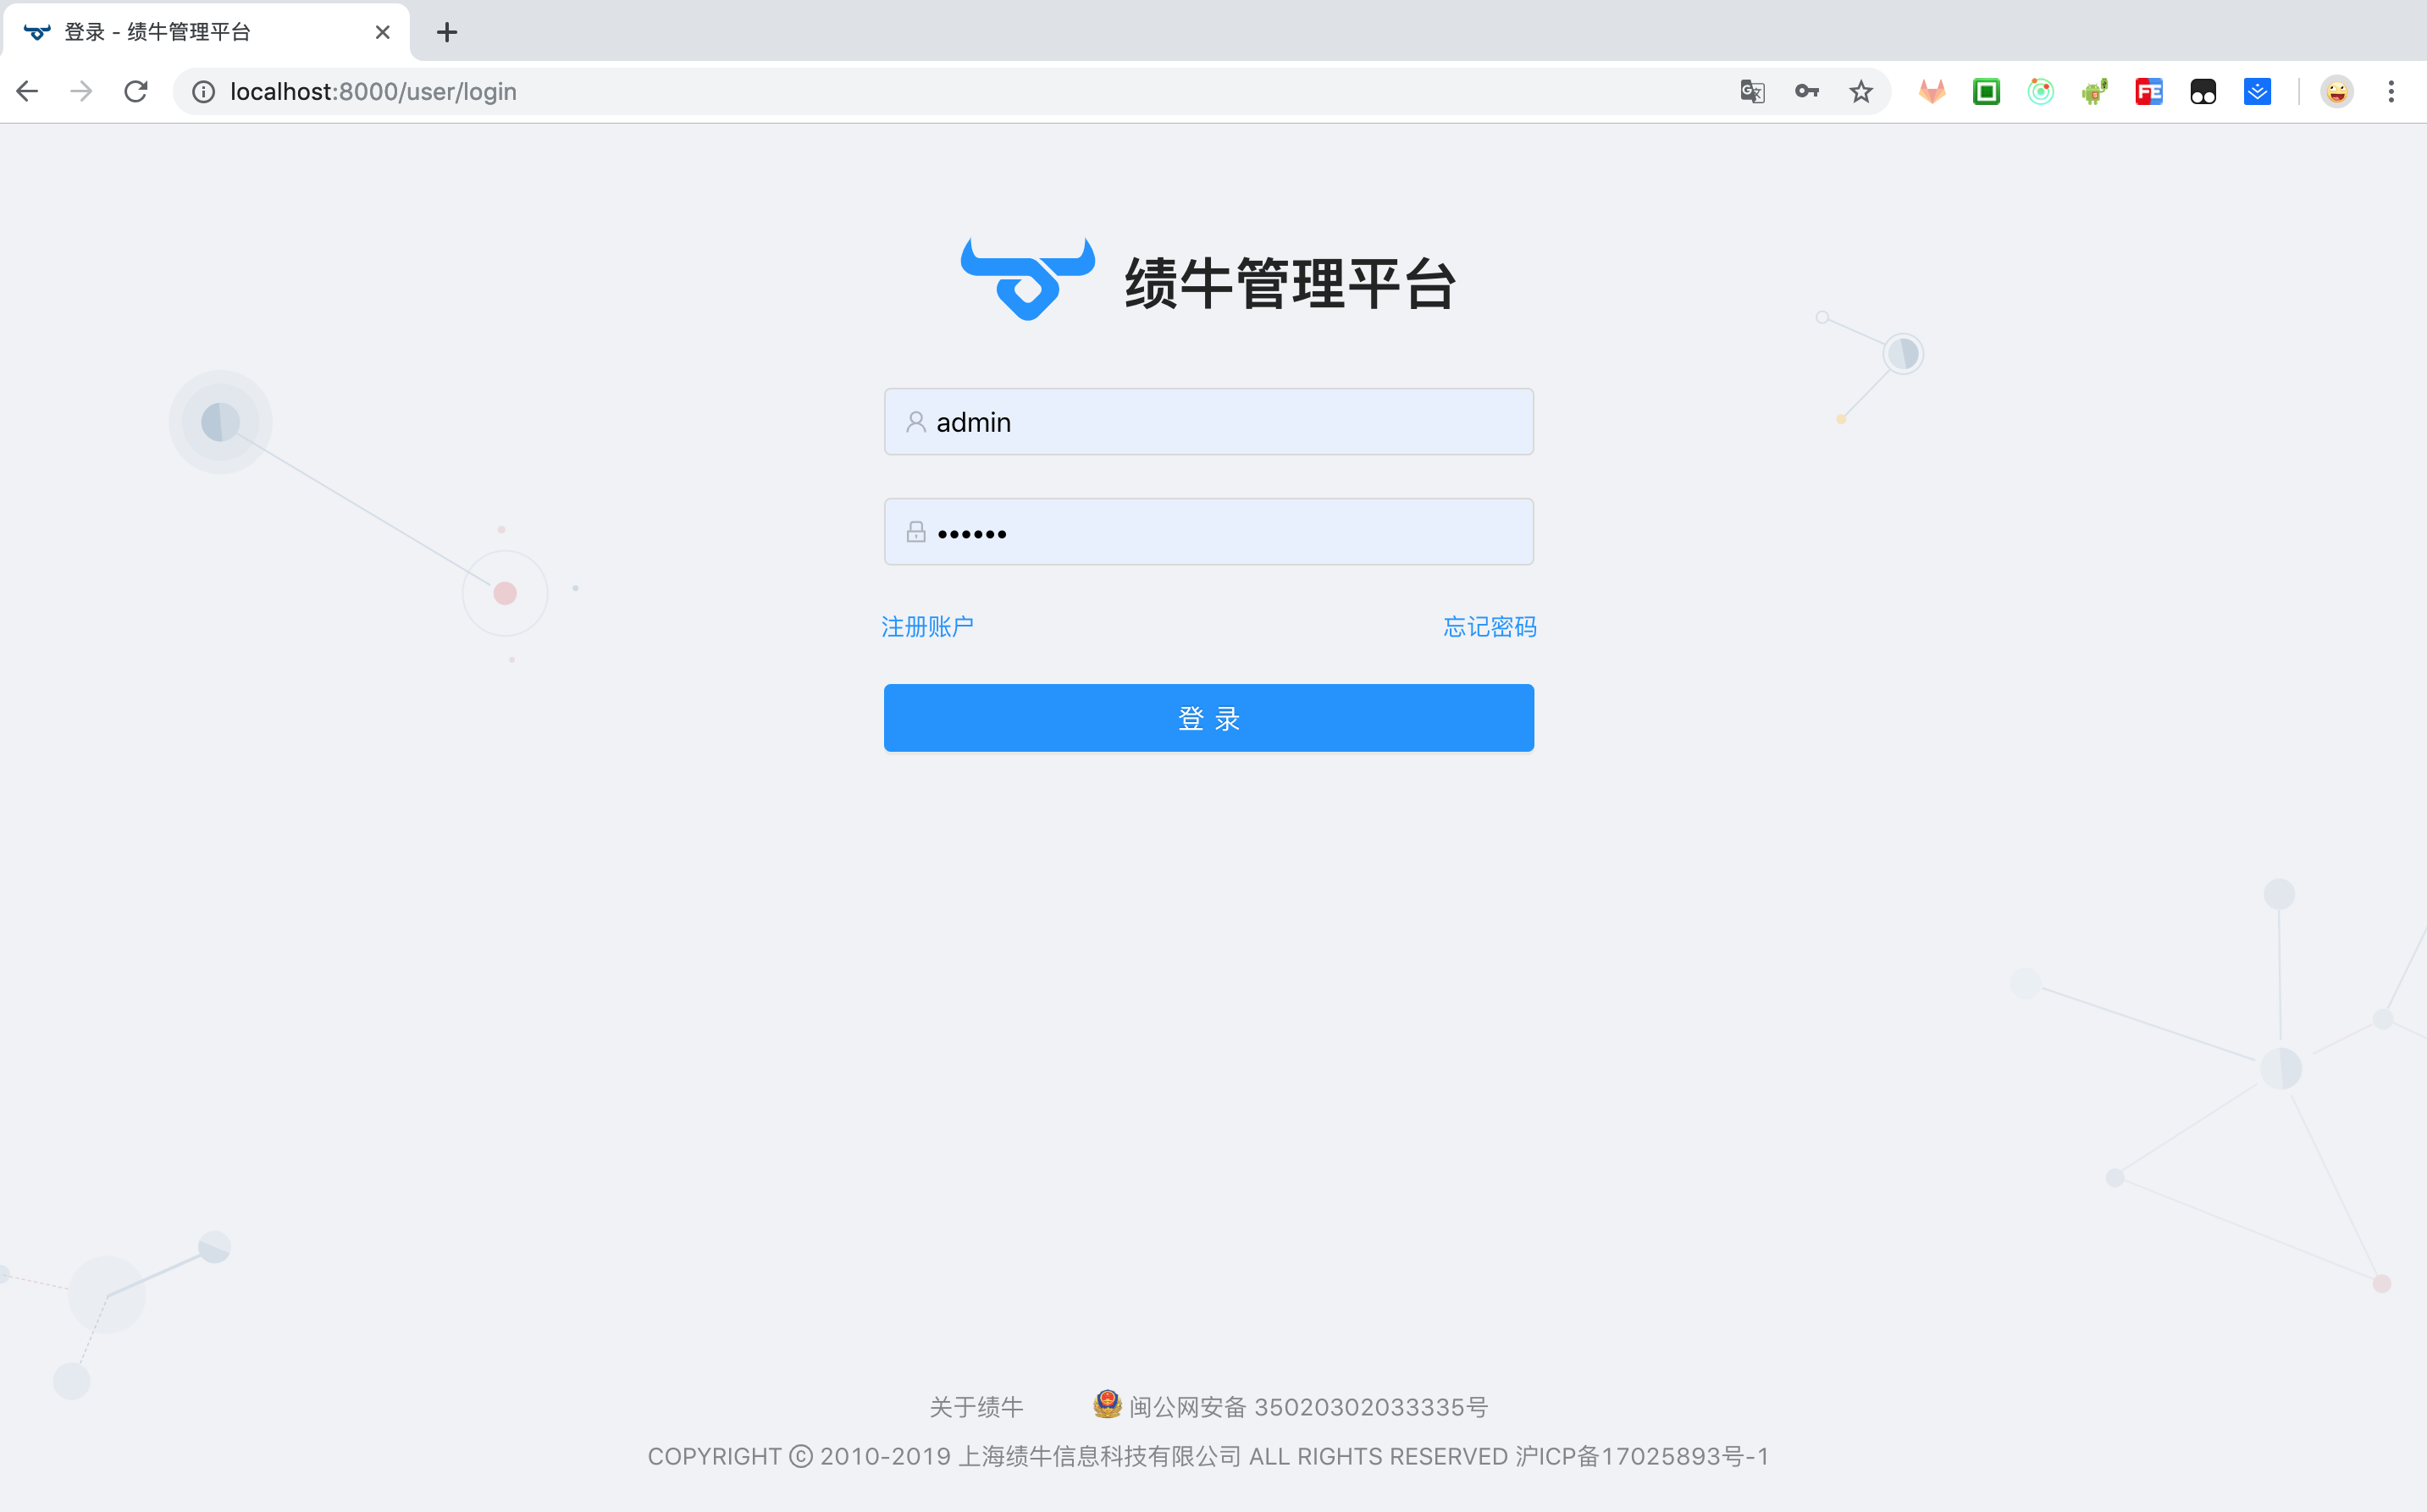 登录 - 绩牛管理平台
localhost:8000/user/login
绩牛管理平台
admin
••••••
注册账户 忘记密码
登 录
关于绩牛 闽公网安备 35020302033335号
COPYRIGHT © 2010-2019 上海绩牛信息科技有限公司 ALL RIGHTS RESERVED 沪ICP备17025893号-1